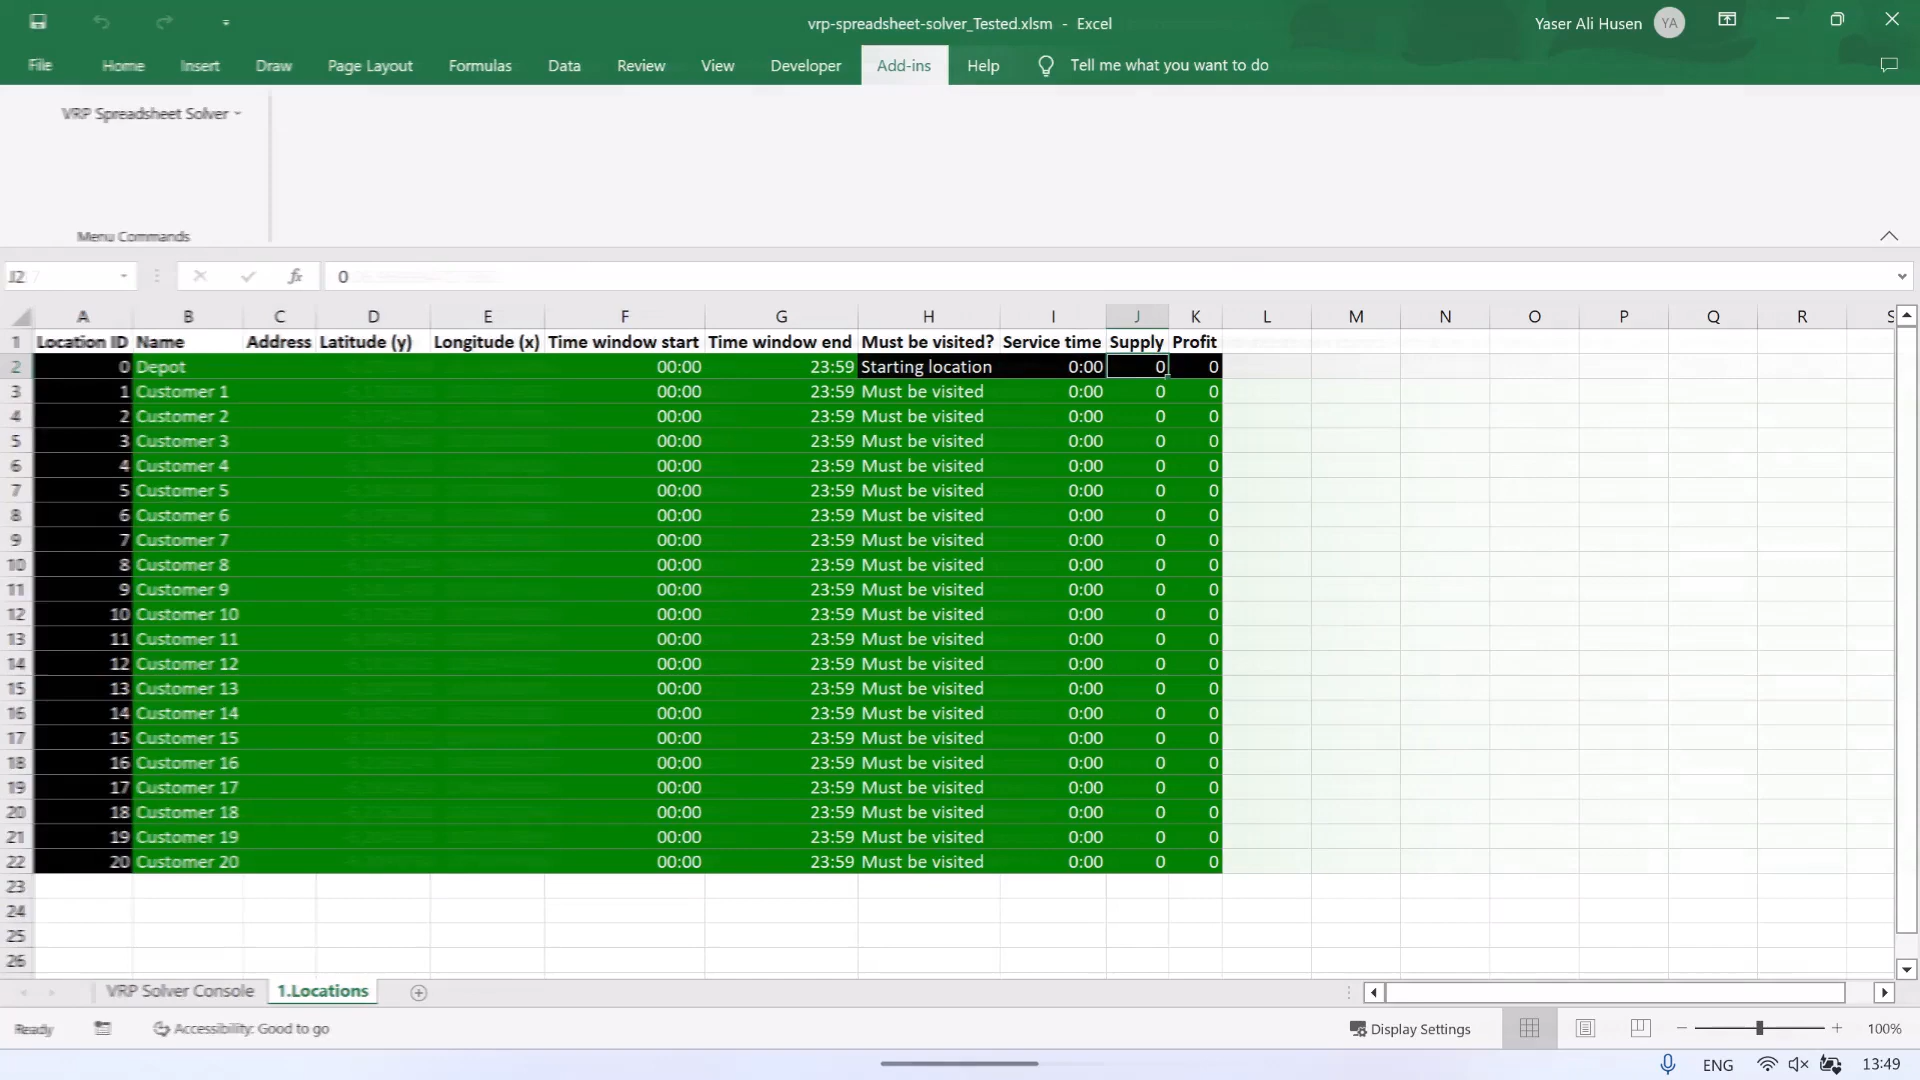 vrp-spreadsheet-solver_Tested.xlsm - Excel
Yaser Ali Husen YA
File Home Insert Draw Page Layout Formulas Data Review View Developer Add-ins Help Tell me what you want to do
VRP Spreadsheet Solver
Menu Commands
J2 fx 0
A B C D E F G H I J K L M N O P Q R S
1 Location ID Name Address Latitude (y) Longitude (x) Time window start Time window end Must be visited? Service time Supply Profit
2 0 Depot 00:00 23:59 Starting location 0:00 0 0
3 1 Customer 1 00:00 23:59 Must be visited 0:00 0 0
4 2 Customer 2 00:00 23:59 Must be visited 0:00 0 0
5 3 Customer 3 00:00 23:59 Must be visited 0:00 0 0
6 4 Customer 4 00:00 23:59 Must be visited 0:00 0 0
7 5 Customer 5 00:00 23:59 Must be visited 0:00 0 0
8 6 Customer 6 00:00 23:59 Must be visited 0:00 0 0
9 7 Customer 7 00:00 23:59 Must be visited 0:00 0 0
10 8 Customer 8 00:00 23:59 Must be visited 0:00 0 0
11 9 Customer 9 00:00 23:59 Must be visited 0:00 0 0
12 10 Customer 10 00:00 23:59 Must be visited 0:00 0 0
13 11 Customer 11 00:00 23:59 Must be visited 0:00 0 0
14 12 Customer 12 00:00 23:59 Must be visited 0:00 0 0
15 13 Customer 13 00:00 23:59 Must be visited 0:00 0 0
16 14 Customer 14 00:00 23:59 Must be visited 0:00 0 0
17 15 Customer 15 00:00 23:59 Must be visited 0:00 0 0
18 16 Customer 16 00:00 23:59 Must be visited 0:00 0 0
19 17 Customer 17 00:00 23:59 Must be visited 0:00 0 0
20 18 Customer 18 00:00 23:59 Must be visited 0:00 0 0
21 19 Customer 19 00:00 23:59 Must be visited 0:00 0 0
22 20 Customer 20 00:00 23:59 Must be visited 0:00 0 0
23
24
25
26
VRP Solver Console 1.Locations
Ready Accessibility: Good to go Display Settings 100%
ENG 13:49